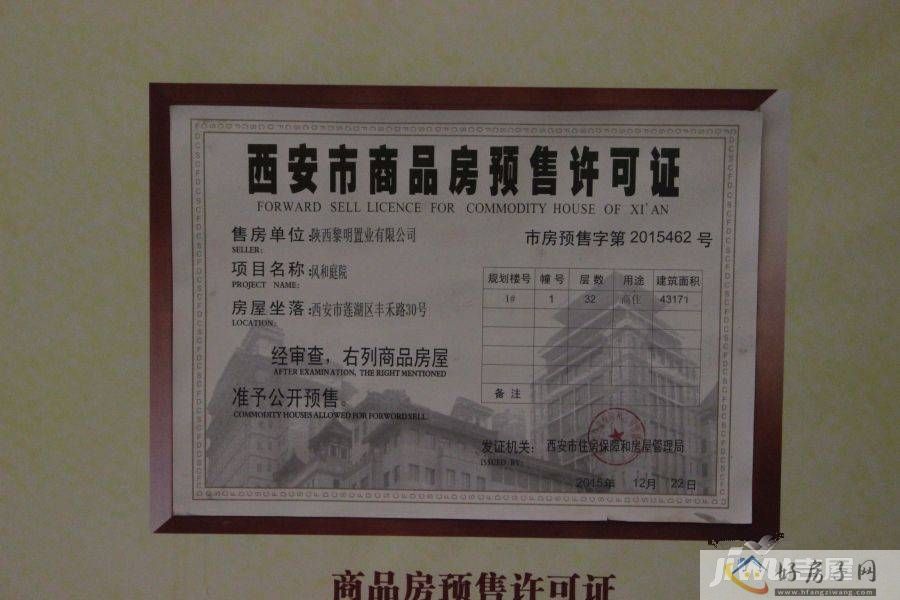 西安市商品房预售许可证
FORWARD SELL LICENCE FOR COMMODITY HOUSE OF XI'AN
售房单位:陕西黎明置业有限公司
SELLER:
市房预售字第 2015462 号
项目名称:风和庭院
PROJECT NAME:
房屋坐落:西安市莲湖区丰禾路30号
LOCATION:
规划楼号 幢号 层数 用途 建筑面积
1# 1 32 商住 43171
经审查，右列商品房屋
AFTER EXAMINATION, THE RIGHT MENTIONED
准予公开预售。
COMMODITY HOUSES ALLOWED FOR FORWORD SELL.
备注
发证机关: 西安市住房保障和房屋管理局
ISSUED BY:
2015年 12月 23日
商品房预售许可证
好房子网
www.hfangziwang.com